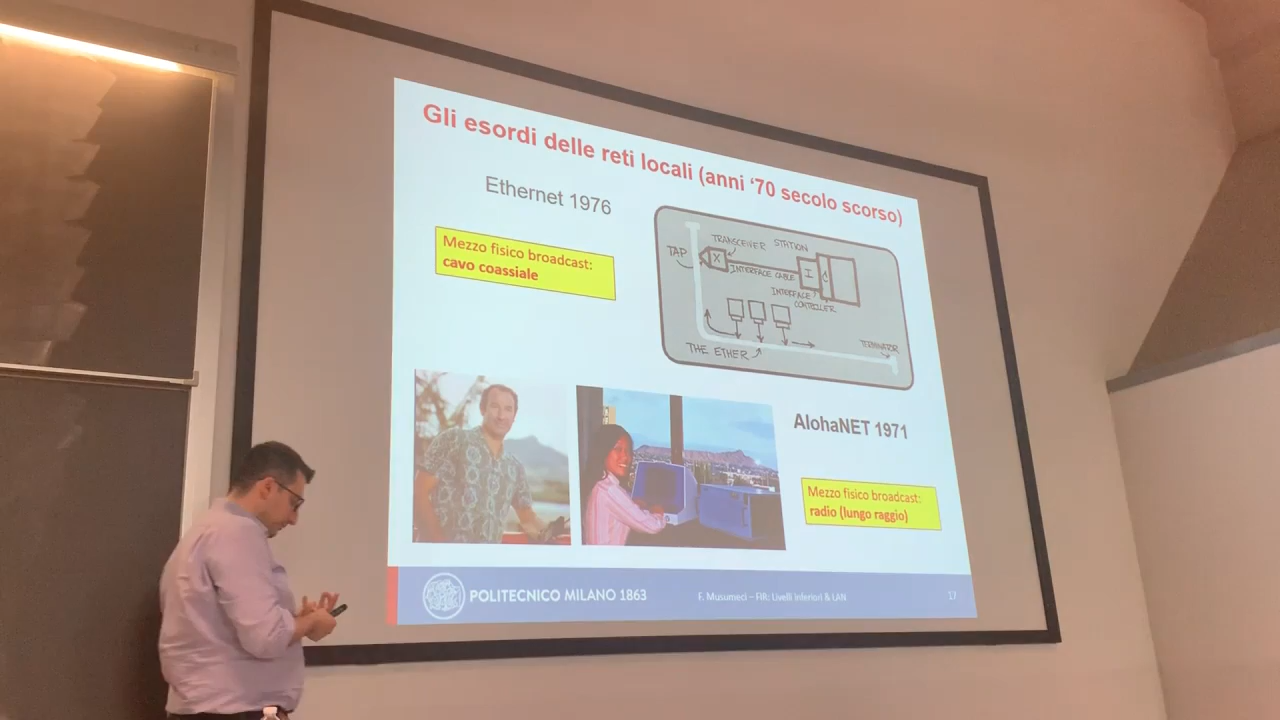 Gli esordi delle reti locali (anni ‘70 secolo scorso)
Ethernet 1976
Mezzo fisico broadcast:
cavo coassiale
TAP
TRANSCEIVER
STATION
X
INTERFACE CABLE
I
C
INTERFACE
CONTROLLER
THE ETHER
TERMINATOR
AlohaNET 1971
Mezzo fisico broadcast:
radio (lungo raggio)
POLITECNICO MILANO 1863
F. Musumeci – FIR: Livelli inferiori & LAN
17